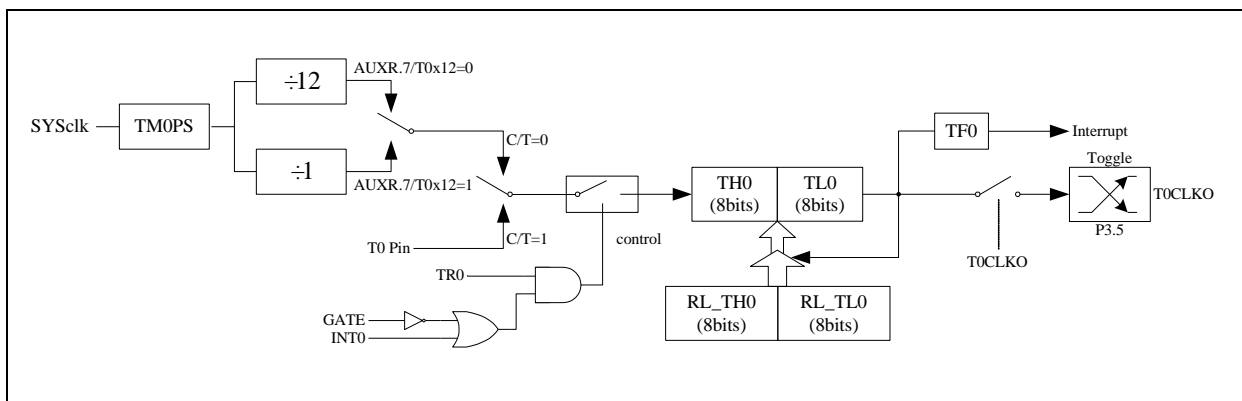 ÷12
AUXR.7/T0x12=0
SYSclk
TM0PS
÷1
AUXR.7/T0x12=1
C/T=0
T0 Pin
C/T=1
control
TR0
GATE
INT0
TH0
(8bits)
TL0
(8bits)
RL_TH0
(8bits)
RL_TL0
(8bits)
TF0
Interrupt
Toggle
T0CLKO
P3.5
T0CLKO